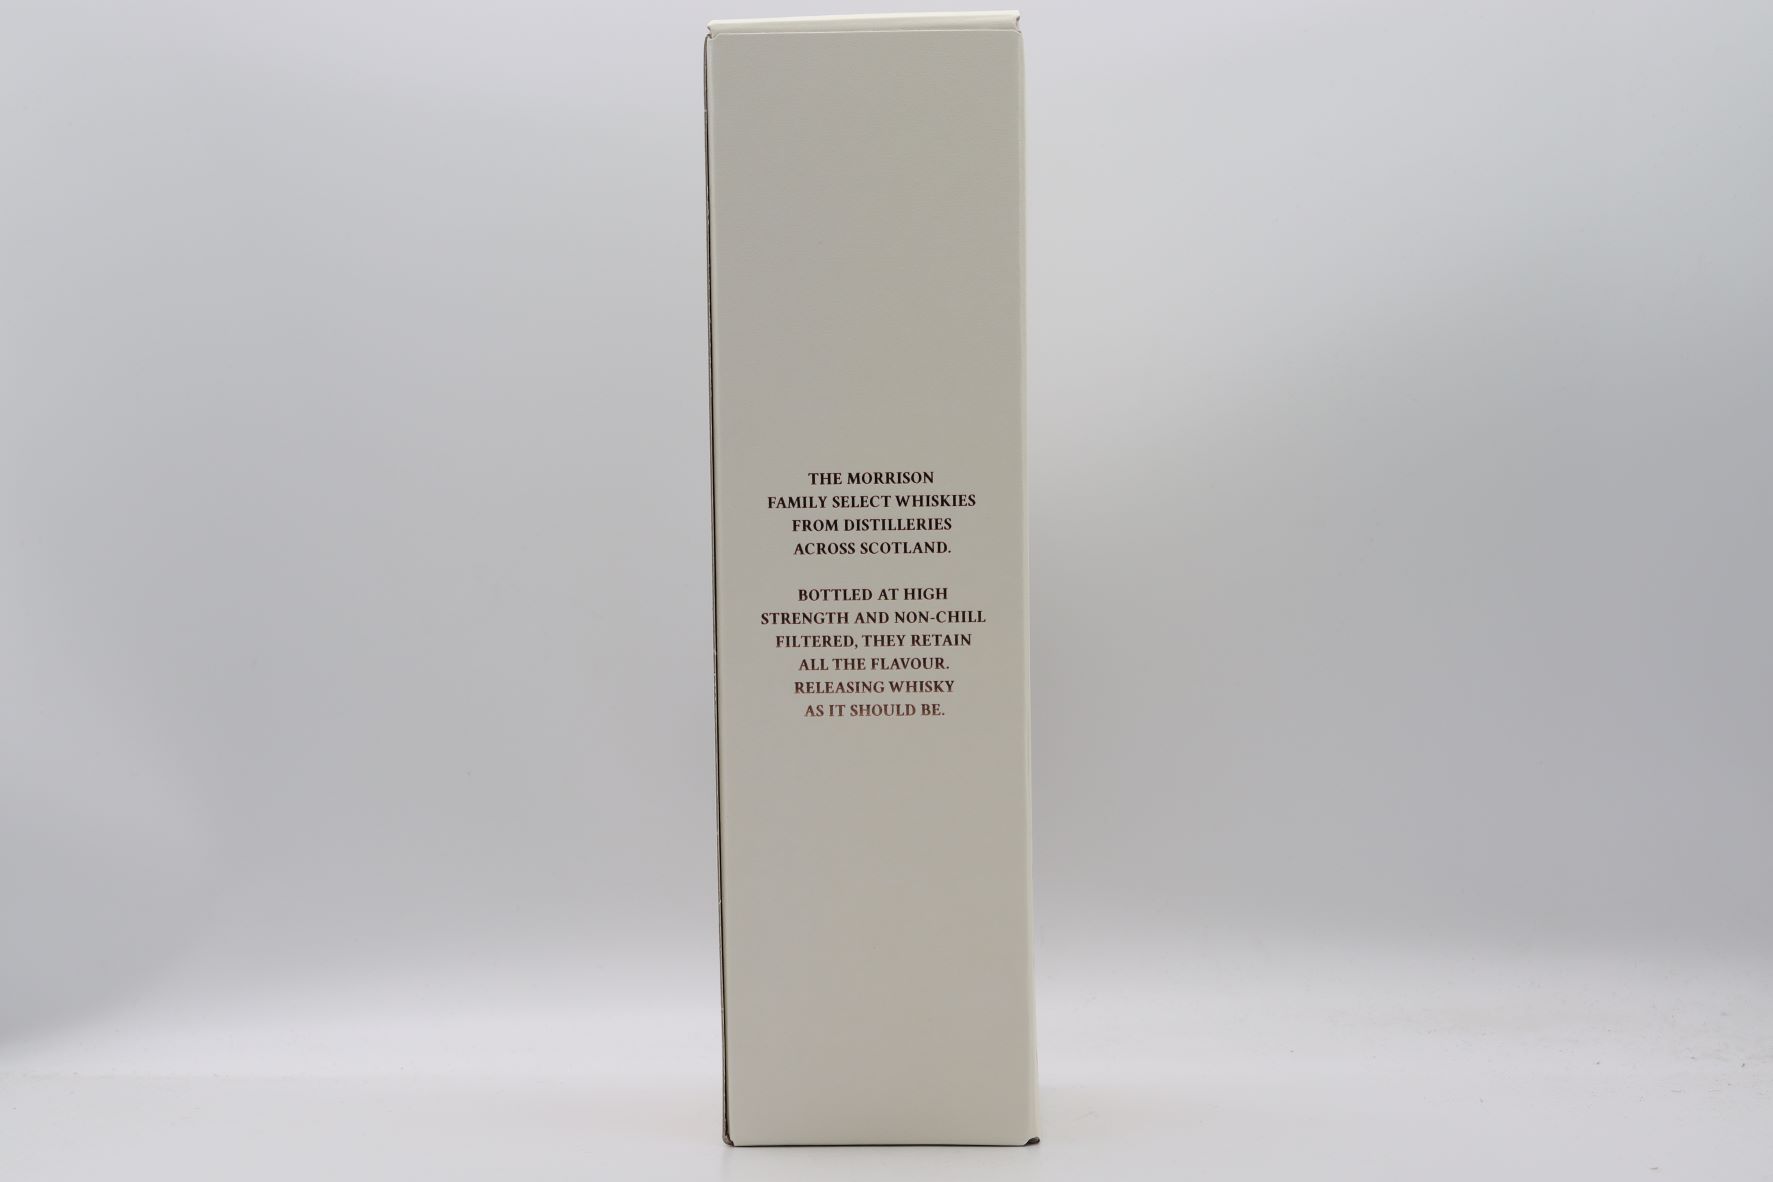 THE MORRISON
FAMILY SELECT WHISKIES
FROM DISTILLERIES
ACROSS SCOTLAND.
BOTTLED AT HIGH
STRENGTH AND NON-CHILL
FILTERED, THEY RETAIN
ALL THE FLAVOUR.
RELEASING WHISKY
AS IT SHOULD BE.